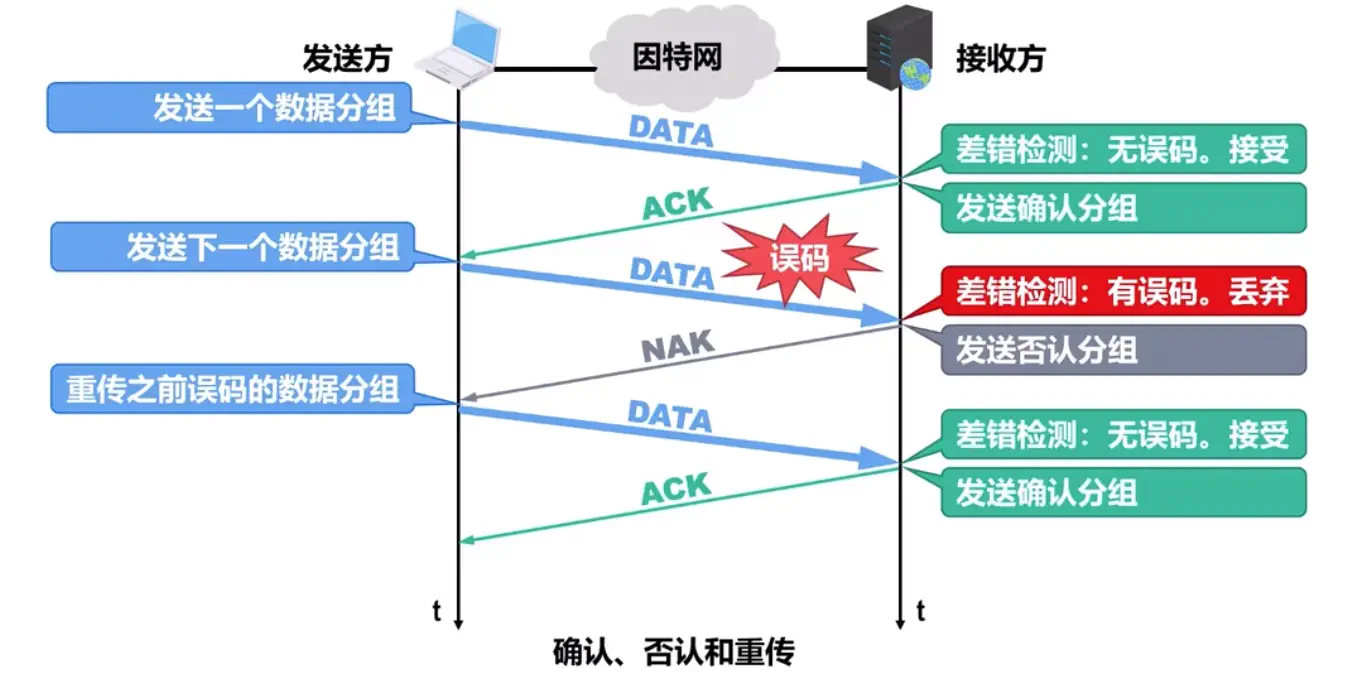 发送方
因特网
接收方
发送一个数据分组
DATA
差错检测：无误码。接受
ACK
发送确认分组
发送下一个数据分组
DATA
误码
差错检测：有误码。丢弃
NAK
发送否认分组
重传之前误码的数据分组
DATA
差错检测：无误码。接受
ACK
发送确认分组
t
t
确认、否认和重传